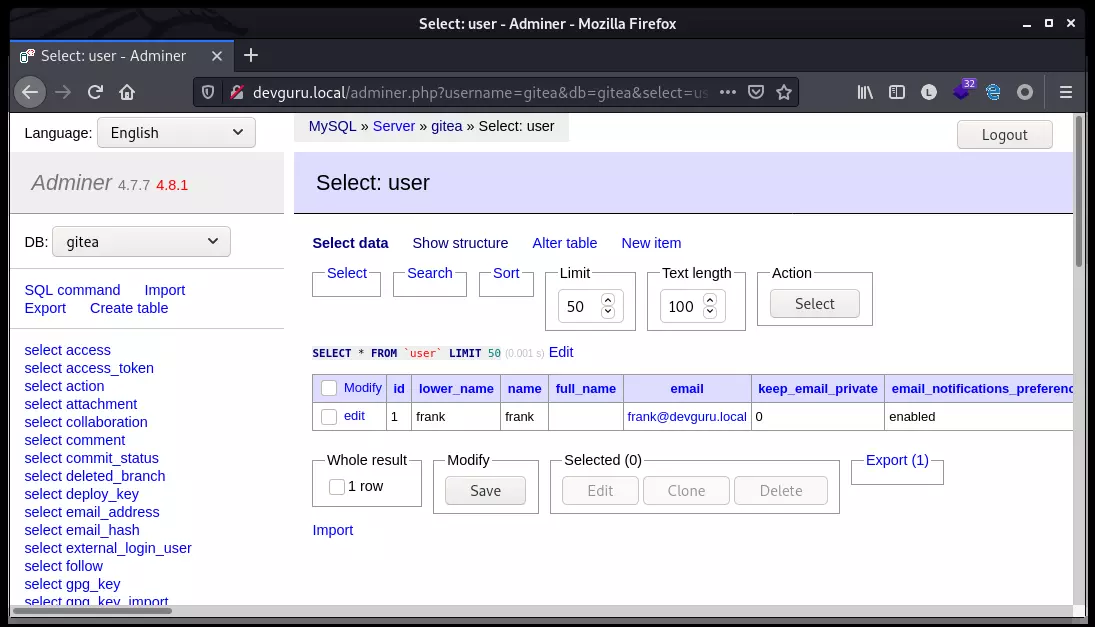 Select: user - Adminer - Mozilla Firefox
Select: user - Adminer
devguru.local/adminer.php?username=gitea&db=gitea&select=us
32
Language: English
MySQL » Server » gitea » Select: user
Logout
Adminer 4.7.7 4.8.1
Select: user
DB: gitea
Select data Show structure Alter table New item
Select Search Sort Limit Text length Action
50 100 Select
SQL command Import
Export Create table
SELECT * FROM `user` LIMIT 50 (0.001 s) Edit
select access
select access_token
select action
select attachment
select collaboration
select comment
select commit_status
select deleted_branch
select deploy_key
select email_address
select email_hash
select external_login_user
select follow
select gpg_key
select gpg_key_import
Modify id lower_name name full_name email keep_email_private email_notifications_preferenc
edit 1 frank frank frank@devguru.local 0 enabled
Whole result Modify Selected (0) Export (1)
1 row Save Edit Clone Delete
Import